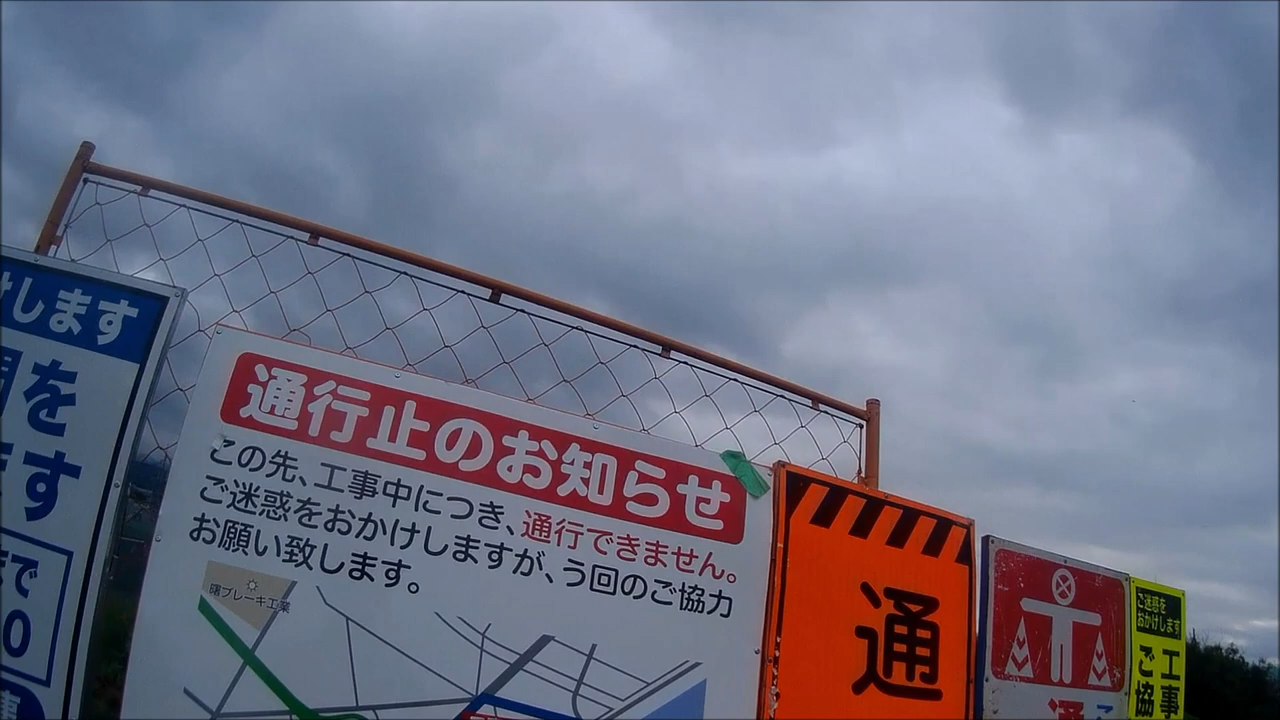 けします
を
ます
まで
0
通行止のお知らせ
この先、工事中につき、通行できません。
ご迷惑をおかけしますが、う回のご協力
お願い致します。
曙ブレーキ工業
通
通
ご迷惑を
おかけします
工事
ご協